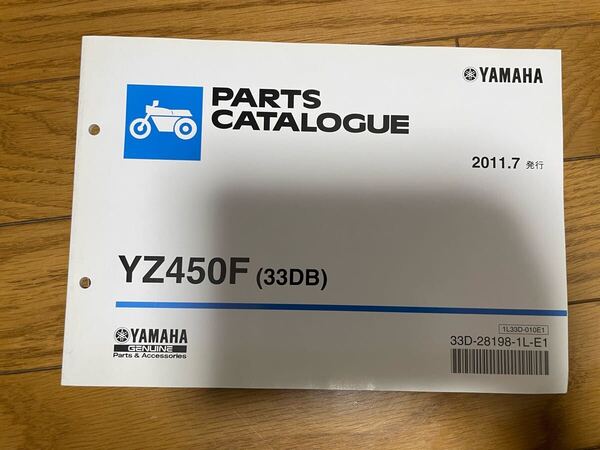 YAMAHA
PARTS
CATALOGUE
2011.7 発行
YZ450F (33DB)
YAMAHA
GENUINE
Parts & Accessories
1L33D-010E1
33D-28198-1L-E1